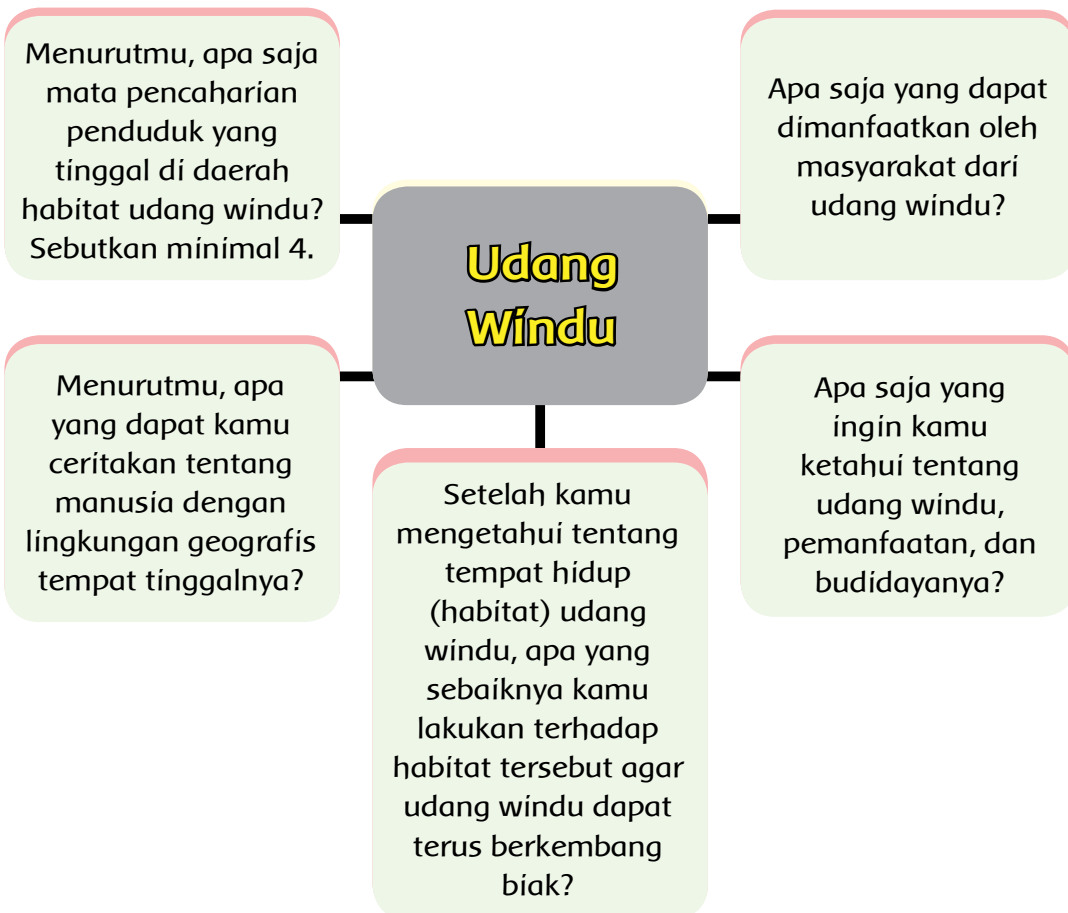 Menurutmu, apa saja
mata pencaharian
penduduk yang
tinggal di daerah
habitat udang windu?
Sebutkan minimal 4.
Apa saja yang dapat
dimanfaatkan oleh
masyarakat dari
udang windu?
Udang
Windu
Menurutmu, apa
yang dapat kamu
ceritakan tentang
manusia dengan
lingkungan geografis
tempat tinggalnya?
Apa saja yang
ingin kamu
ketahui tentang
udang windu,
pemanfaatan, dan
budidayanya?
Setelah kamu
mengetahui tentang
tempat hidup
(habitat) udang
windu, apa yang
sebaiknya kamu
lakukan terhadap
habitat tersebut agar
udang windu dapat
terus berkembang
biak?